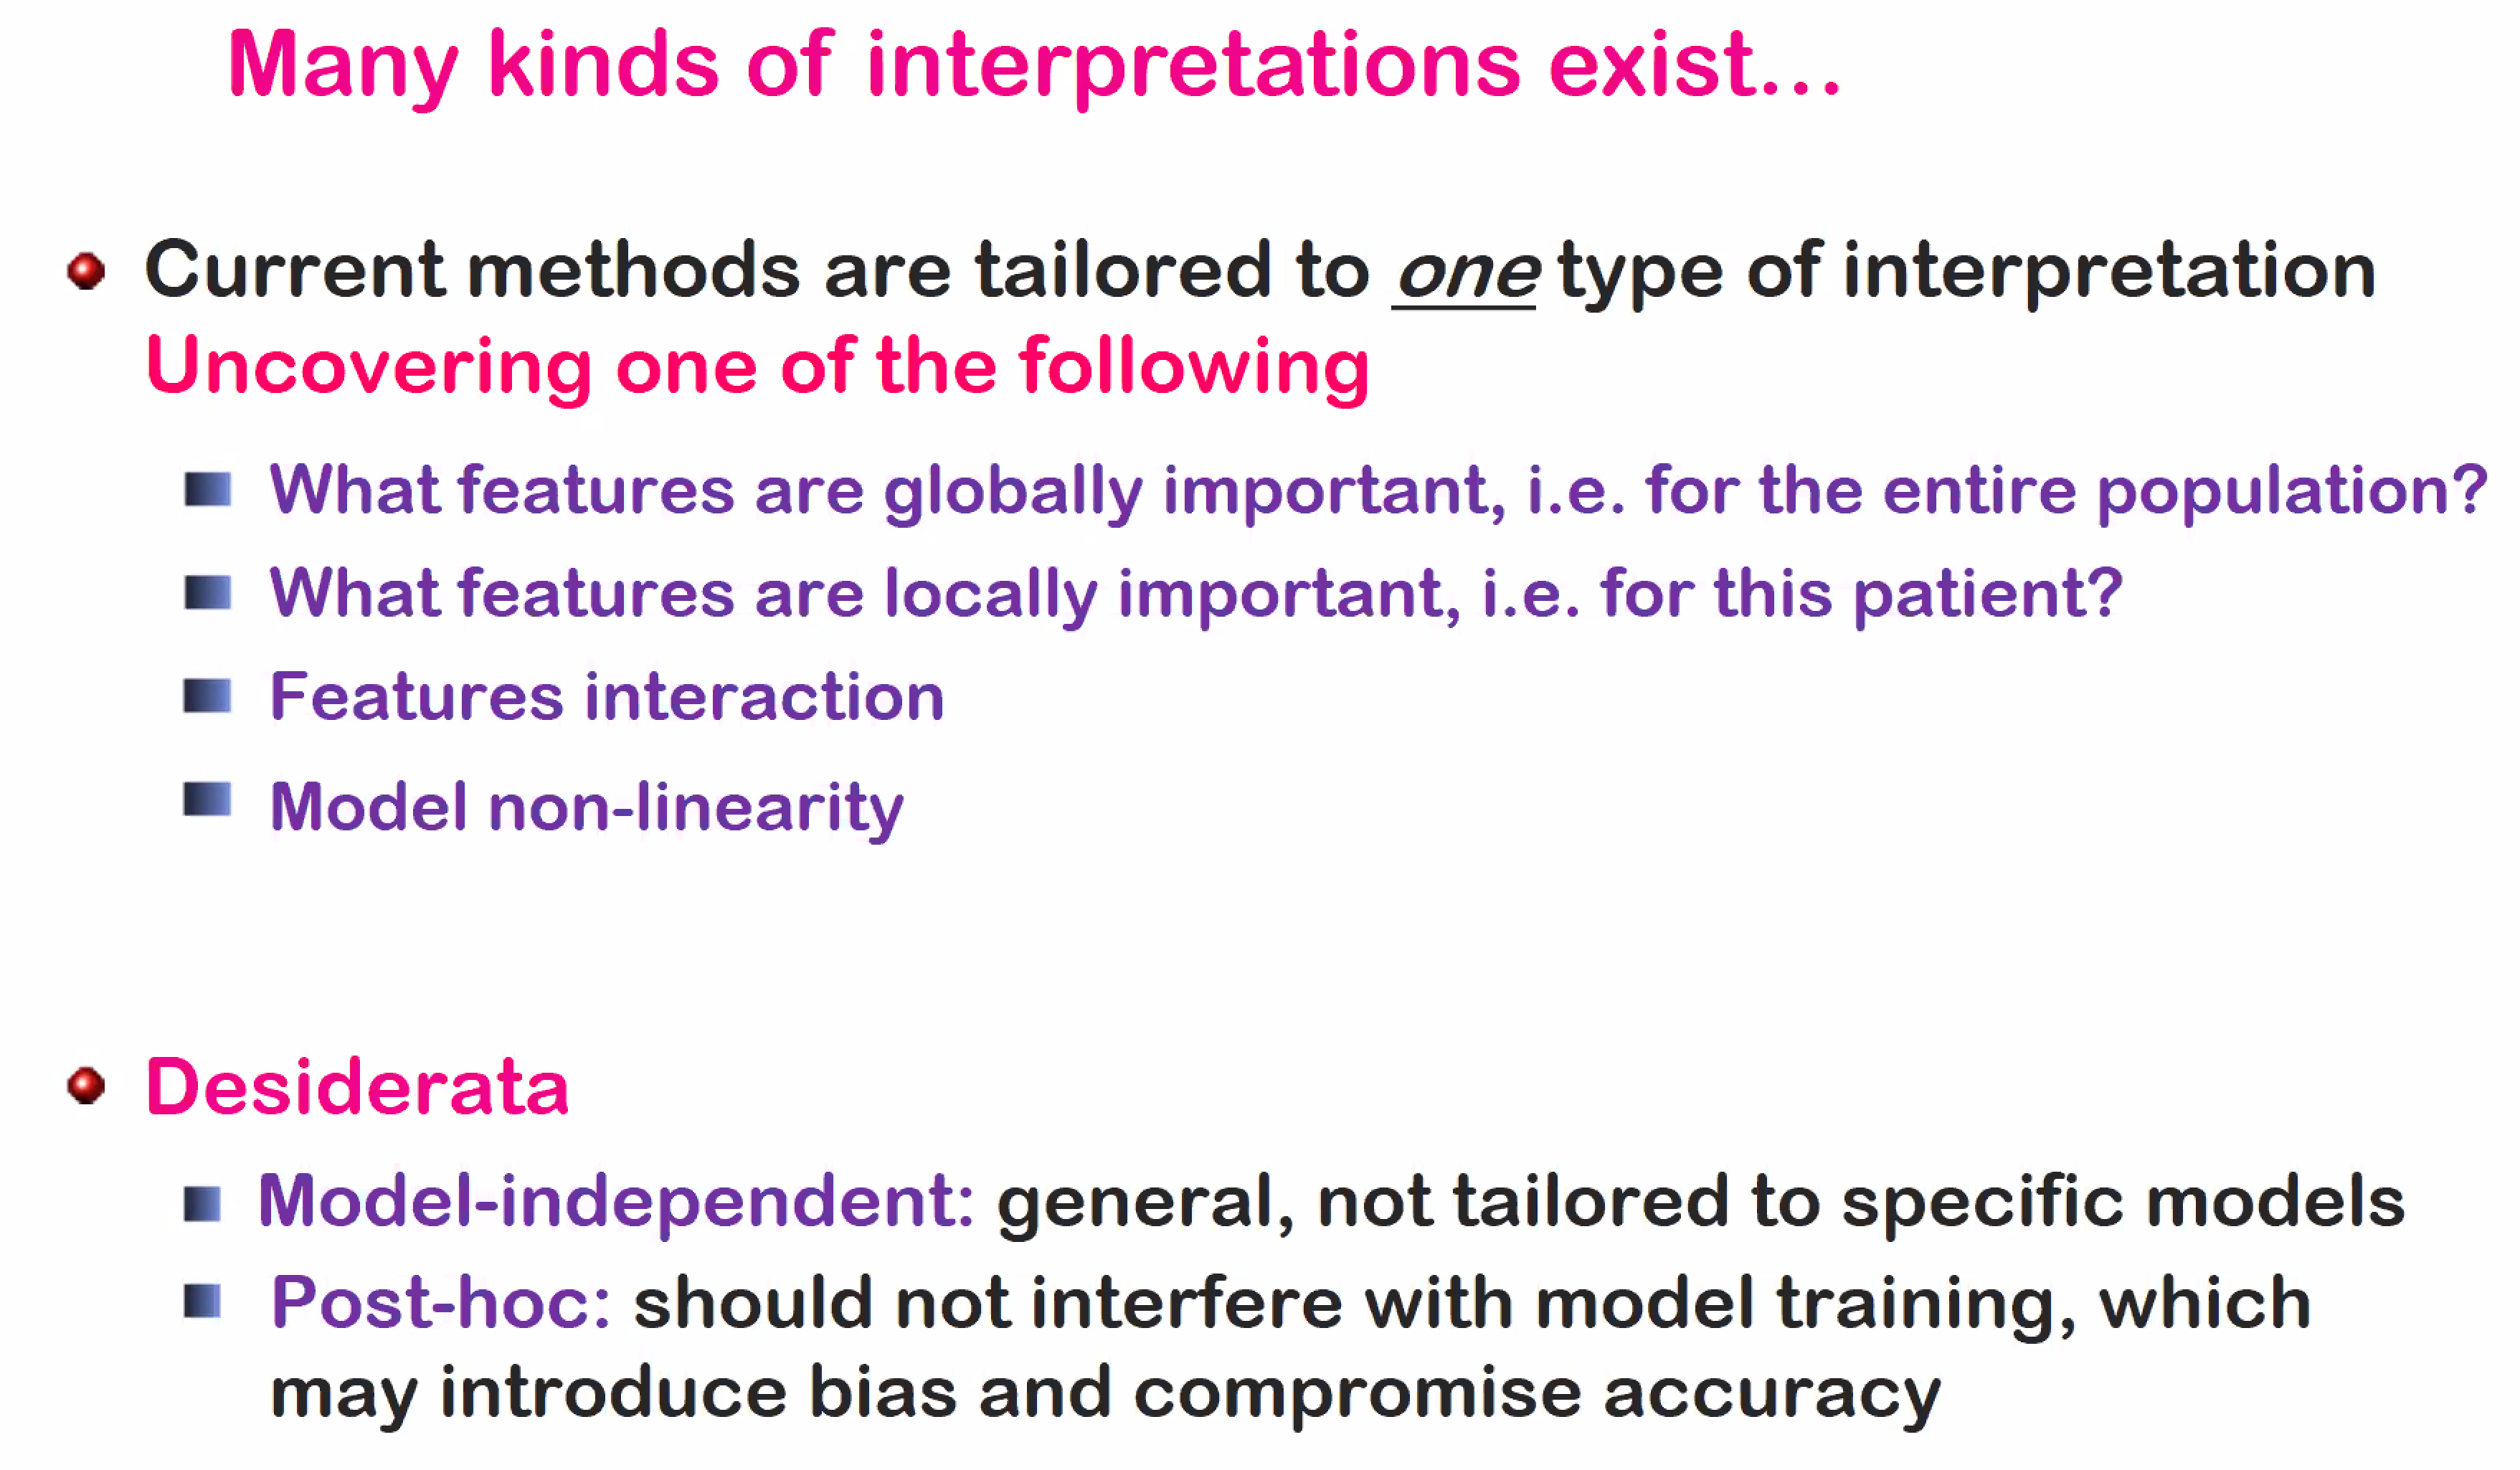 Many kinds of interpretations exist...
Current methods are tailored to one type of interpretation
Uncovering one of the following
What features are globally important, i.e. for the entire population?
What features are locally important, i.e. for this patient?
Features interaction
Model non-linearity
Desiderata
Model-independent: general, not tailored to specific models
Post-hoc: should not interfere with model training, which
may introduce bias and compromise accuracy